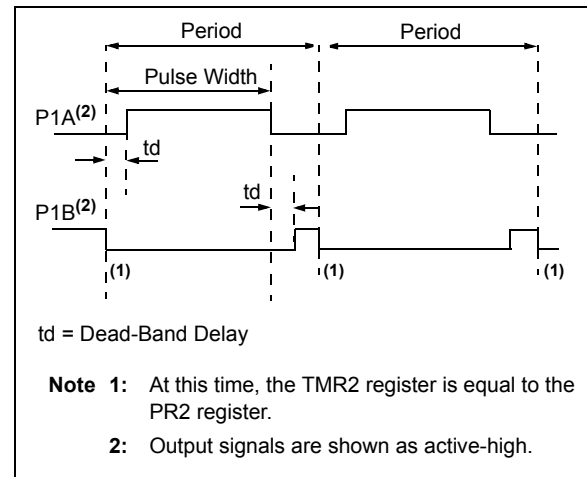 Period Period
Pulse Width
P1A(2)
td
td
P1B(2)
(1) (1) (1)
td = Dead-Band Delay
Note 1: At this time, the TMR2 register is equal to the
PR2 register.
2: Output signals are shown as active-high.